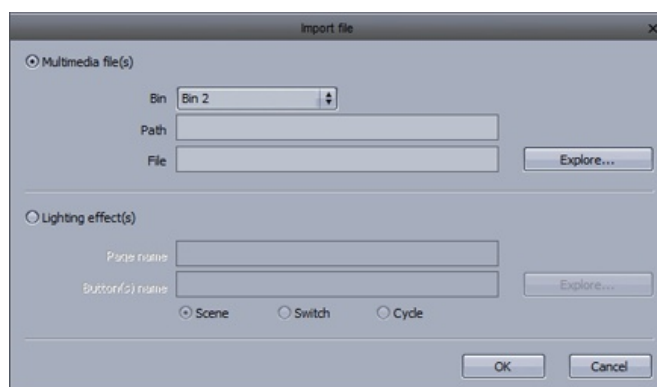 Import file
Multimedia file(s)
Bin Bin 2
Path
File Explore...
Lighting effect(s)
Page name
Button(s) name Explore...
Scene Switch Cycle
OK Cancel